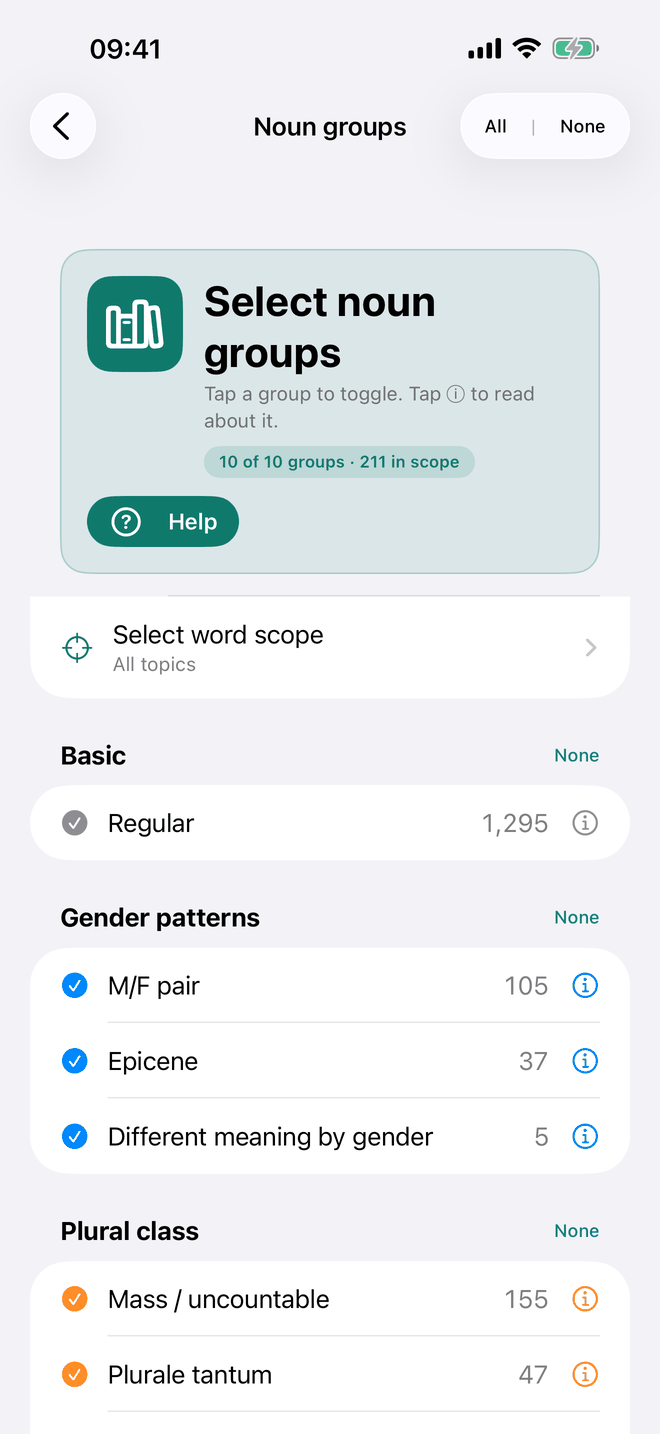 09:41
Noun groups
All | None
Select noun
groups
Tap a group to toggle. Tap ⓘ to read
about it.
10 of 10 groups · 211 in scope
? Help
Select word scope
All topics
Basic None
Regular 1,295
Gender patterns None
M/F pair 105
Epicene 37
Different meaning by gender 5
Plural class None
Mass / uncountable 155
Plurale tantum 47